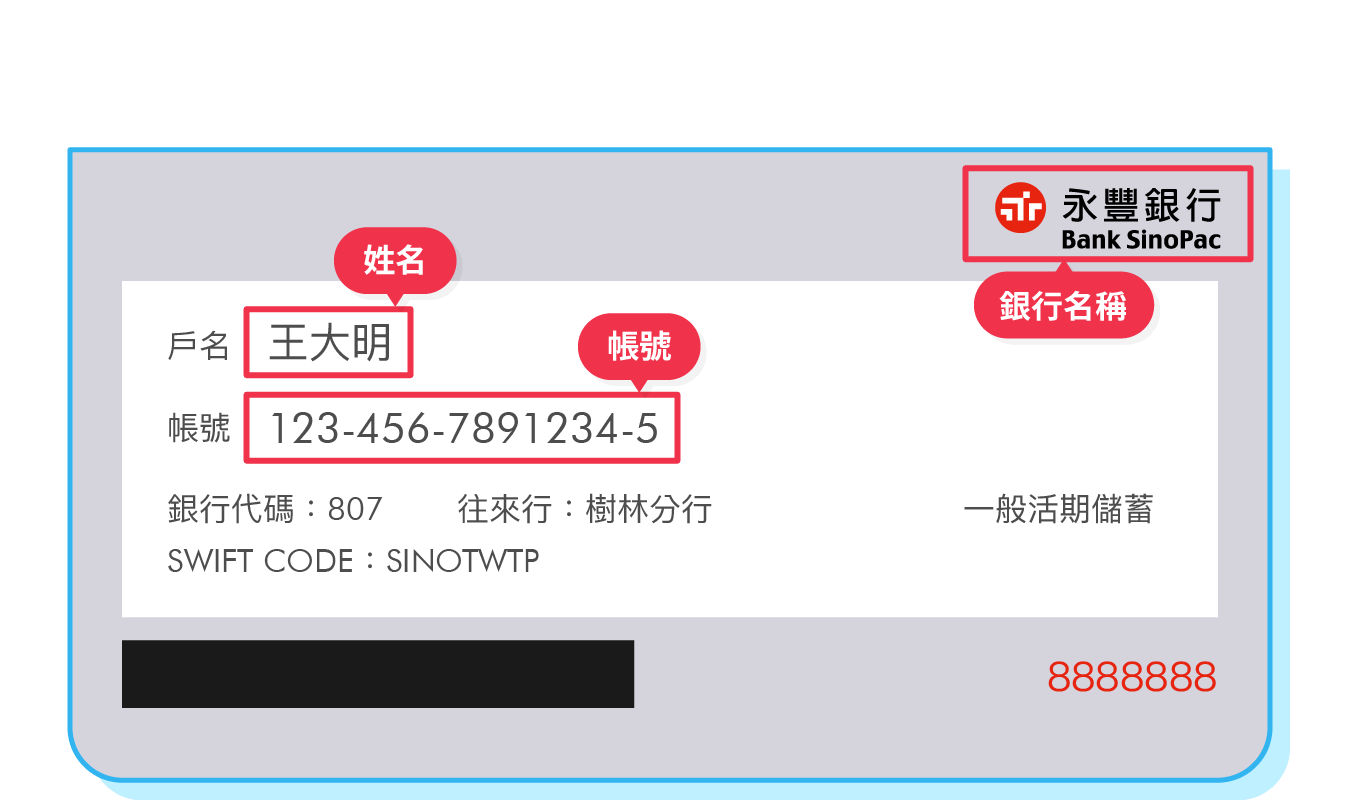 永豐銀行
Bank SinoPac
姓名
銀行名稱
戶名 王大明
帳號
帳號 123-456-7891234-5
銀行代碼：807 往來行：樹林分行 一般活期儲蓄
SWIFT CODE：SINOTWTP
8888888